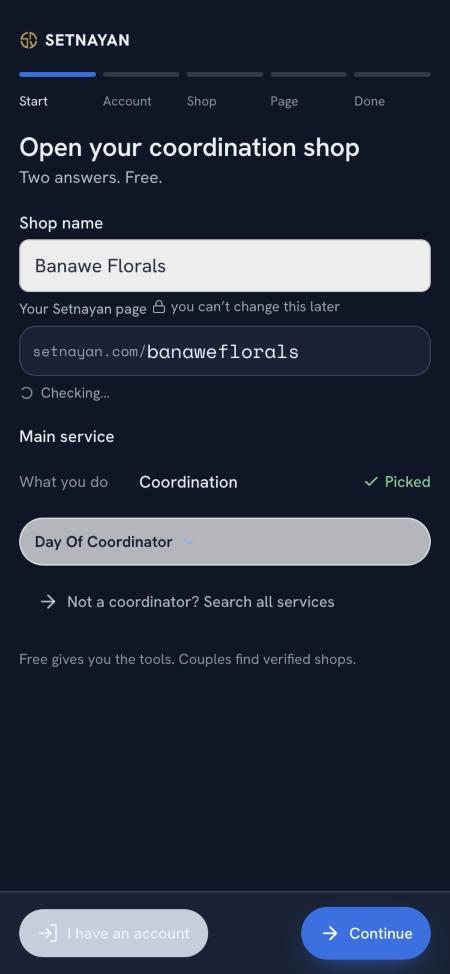 SETNAYAN
Start Account Shop Page Done
Open your coordination shop
Two answers. Free.
Shop name
Banawe Florals
Your Setnayan page you can’t change this later
setnayan.com/banaweflorals
Checking…
Main service
What you do Coordination Picked
Day Of Coordinator
Not a coordinator? Search all services
Free gives you the tools. Couples find verified shops.
I have an account Continue